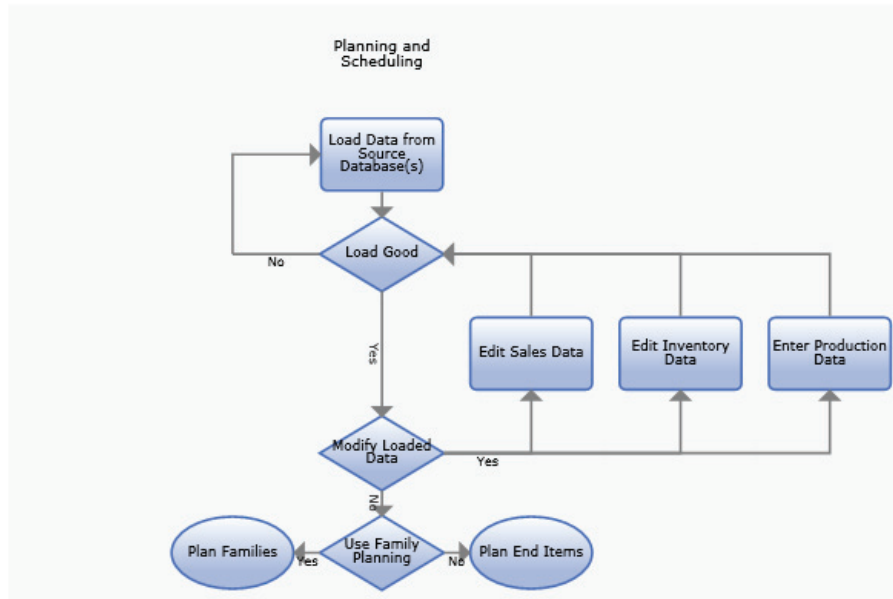 Planning and
Scheduling
Load Data from
Source
Database(s)
Load Good
No
Yes
Edit Sales Data
Edit Inventory
Data
Enter Production
Data
Modify Loaded
Data
Yes
No
Plan Families
Yes
Use Family
Planning
No
Plan End Items